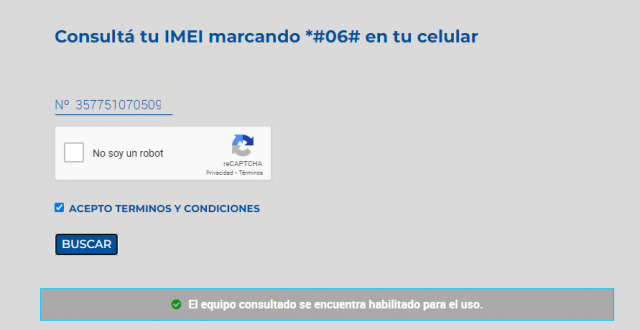 Consultá tu IMEI marcando *#06# en tu celular
Nº 357751070509
No soy un robot
reCAPTCHA
Privacidad - Términos
ACEPTO TERMINOS Y CONDICIONES
BUSCAR
El equipo consultado se encuentra habilitado para el uso.